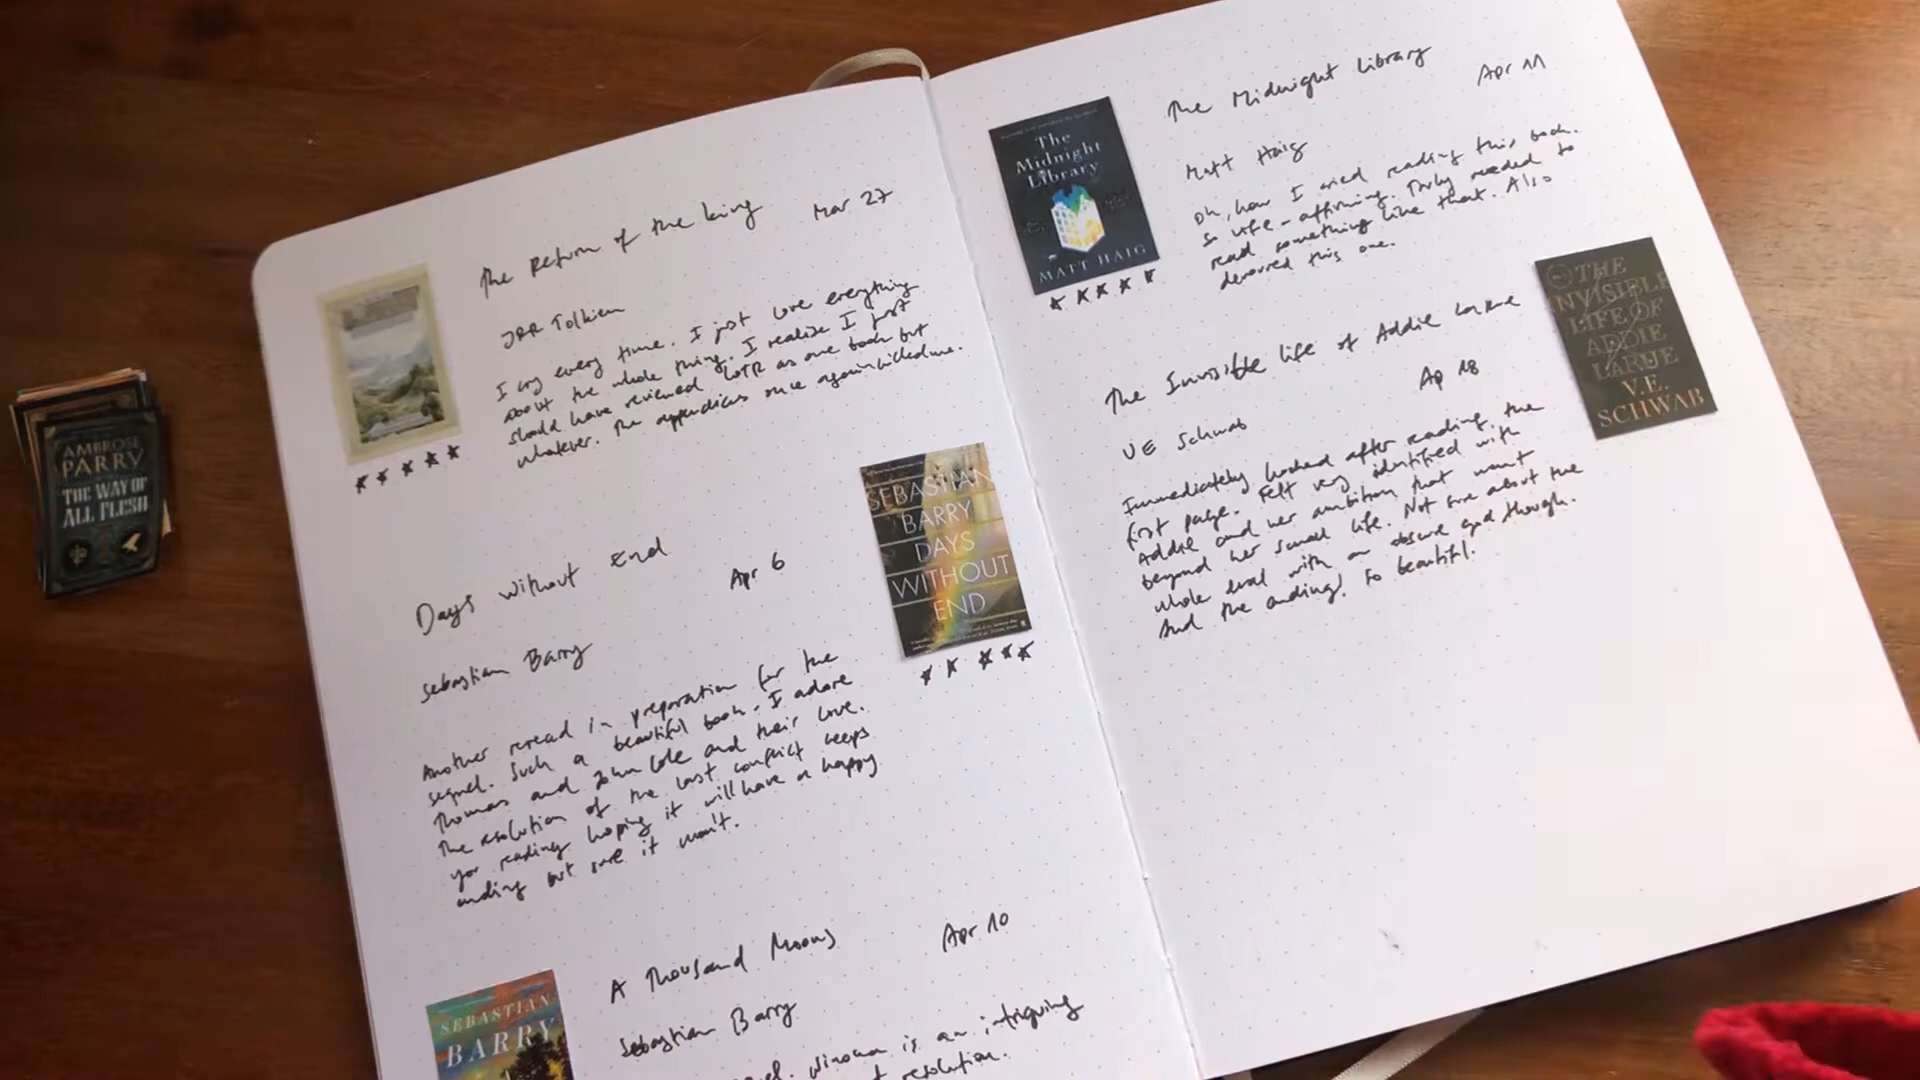 AMBROSE
PARRY
THE WAY OF
ALL FLESH
The Return of the King
Mar 27
JRR Tolkien
I cry every time. I just love everything
about the whole thing. I realize I just
should have reviewed LOTR as one book but
whatever. The appendices once again killed me.
Days Without End
Apr 6
Sebastian Barry
Another reread in preparation for the
sequel. Such a beautiful book. I adore
Thomas and John Cole and their love.
The resolution of the last conflict keeps
you reading hoping it will have a happy
ending but sure it won't.
SEBASTIAN
BARRY
DAYS
WITHOUT
END
A Thousand Moons
Apr 10
Sebastian Barry
Winona is an intriguing
resolution.
SEBASTIAN
BARRY
The Midnight Library
Apr 11
Matt Haig
Oh, how I cried reading this book.
So life-affirming. Truly needed to
read something like that. Also
devoured this one.
The
Midnight
Library
MATT HAIG
The Invisible Life of Addie Larue
Ap 18
VE Schwab
Immediately hooked after reading the
first page. Felt very identified with
Addie and her ambition that went
beyond her small life. Not sure about the
whole deal with an obscure god though.
And the ending! So beautiful.
THE
INVISIBLE
LIFE OF
ADDIE
LARUE
V.E.
SCHWAB